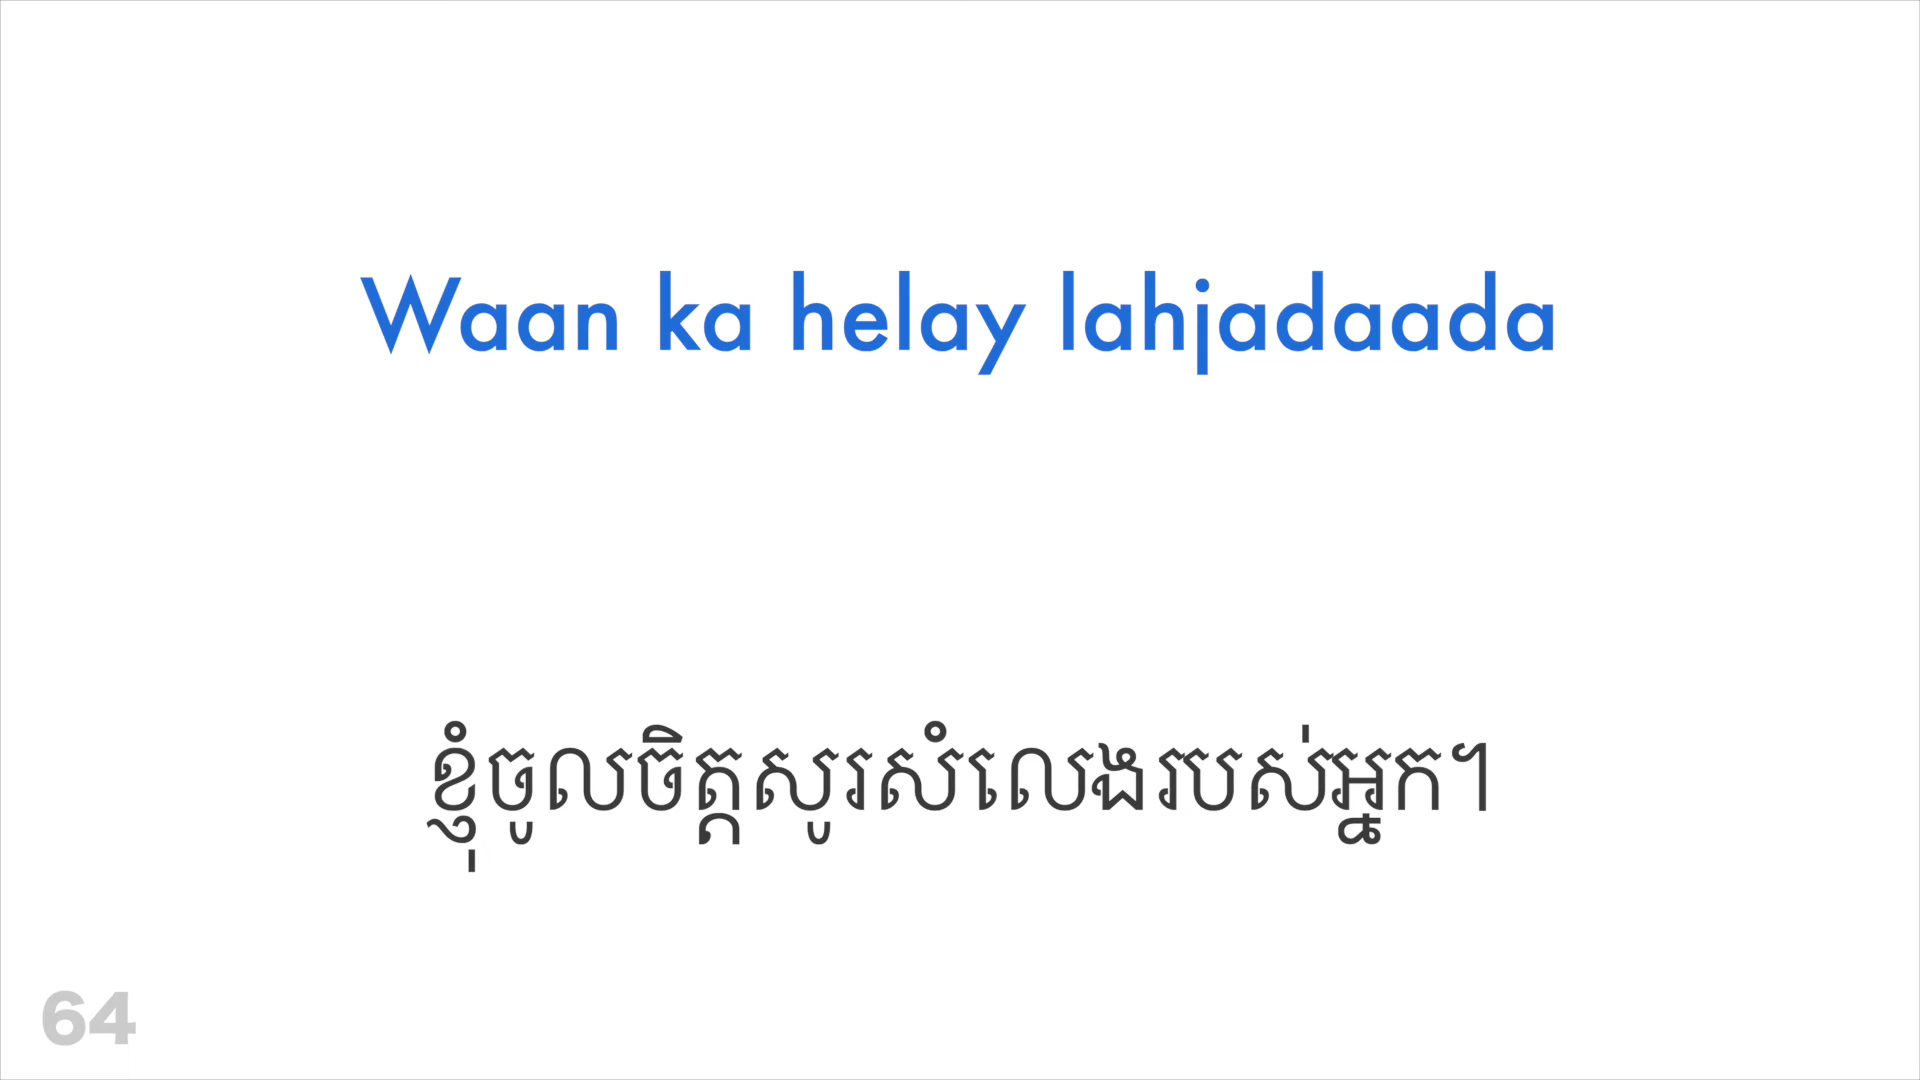 Waan ka helay lahjadaada
ខ្ញុំចូលចិត្តសូរសំលេងរបស់អ្នក។
64